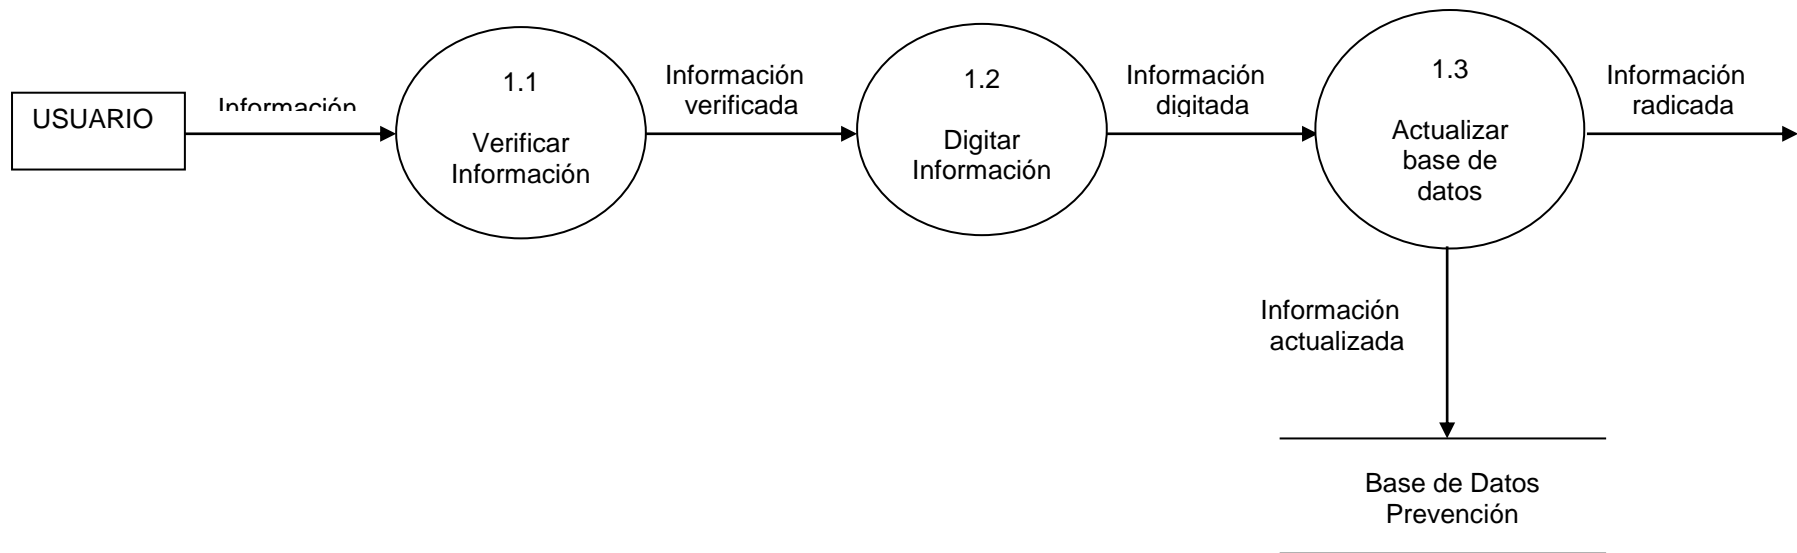 USUARIO
Información
1.1
Verificar
Información
Información
verificada
1.2
Digitar
Información
Información
digitada
1.3
Actualizar
base de
datos
Información
radicada
Información
actualizada
Base de Datos
Prevención